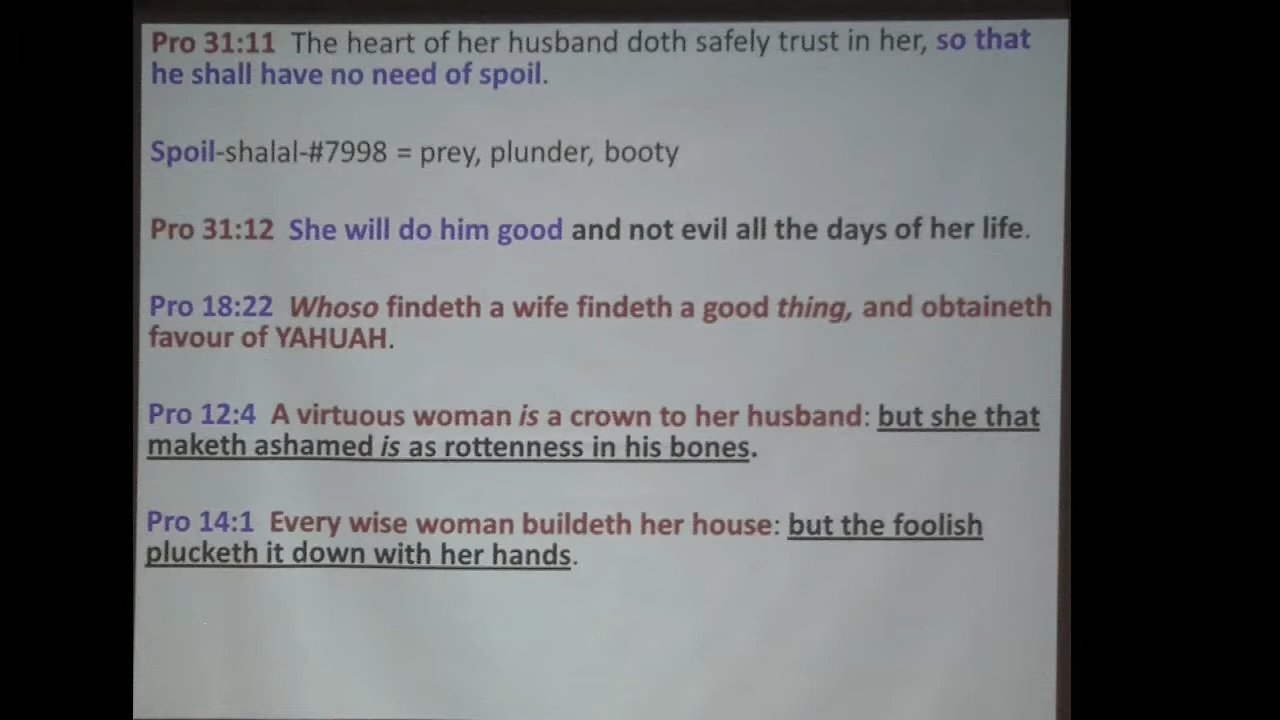 Pro 31:11 The heart of her husband doth safely trust in her, so that
he shall have no need of spoil.
Spoil-shalal-#7998 = prey, plunder, booty
Pro 31:12 She will do him good and not evil all the days of her life.
Pro 18:22 Whoso findeth a wife findeth a good thing, and obtaineth
favour of YAHUAH.
Pro 12:4 A virtuous woman is a crown to her husband: but she that
maketh ashamed is as rottenness in his bones.
Pro 14:1 Every wise woman buildeth her house: but the foolish
plucketh it down with her hands.